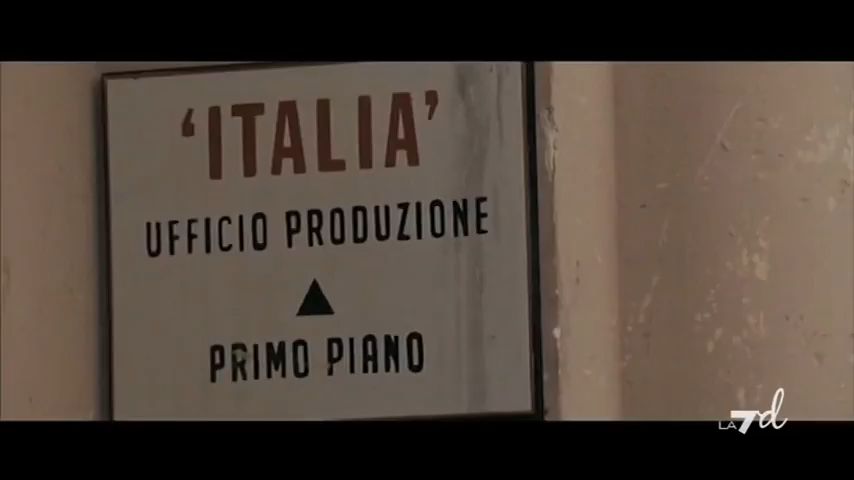 'ITALIA'
UFFICIO PRODUZIONE
PRIMO PIANO
LA7d